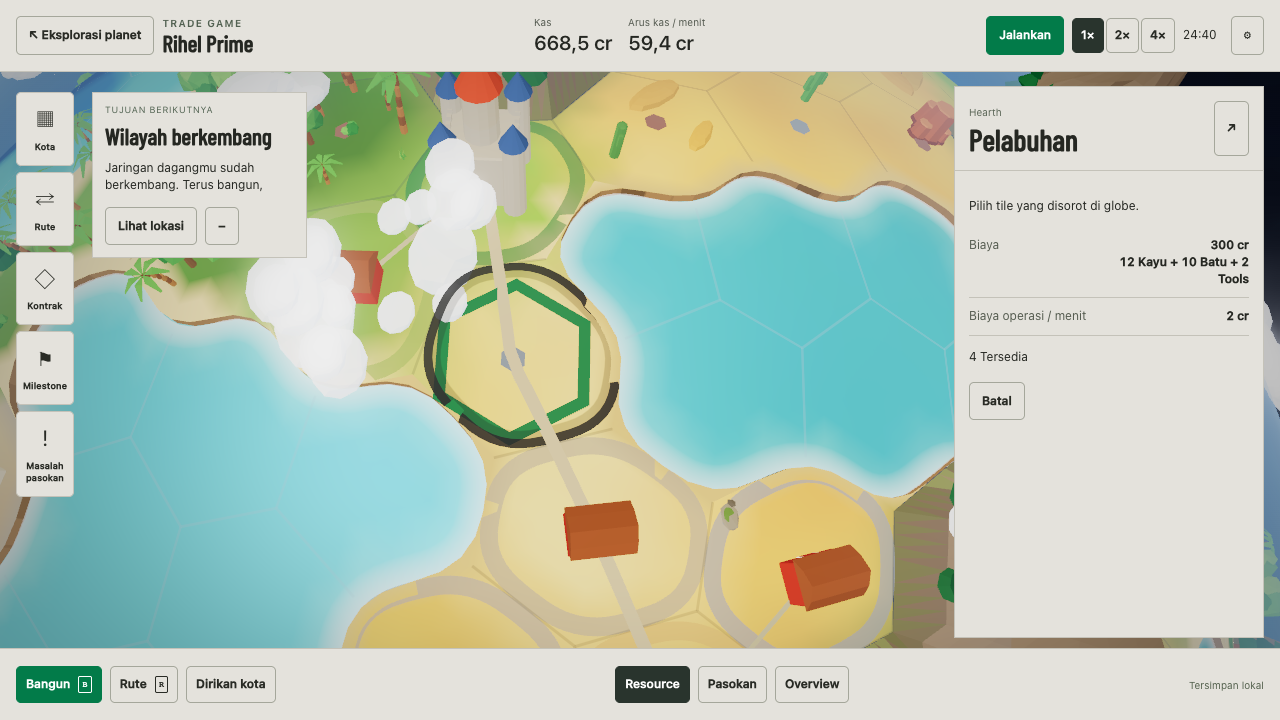 ↖ Eksplorasi planet
TRADE GAME
Rihel Prime
Kas
668,5 cr
Arus kas / menit
59,4 cr
Jalankan
1×
2×
4×
24:40
Kota
Rute
Kontrak
Milestone
!
Masalah
pasokan
TUJUAN BERIKUTNYA
Wilayah berkembang
Jaringan dagangmu sudah
berkembang. Terus bangun,
Lihat lokasi
–
Hearth
Pelabuhan
↗
Pilih tile yang disorot di globe.
Biaya
300 cr
12 Kayu + 10 Batu + 2
Tools
Biaya operasi / menit
2 cr
4 Tersedia
Batal
Bangun B
Rute R
Dirikan kota
Resource
Pasokan
Overview
Tersimpan lokal